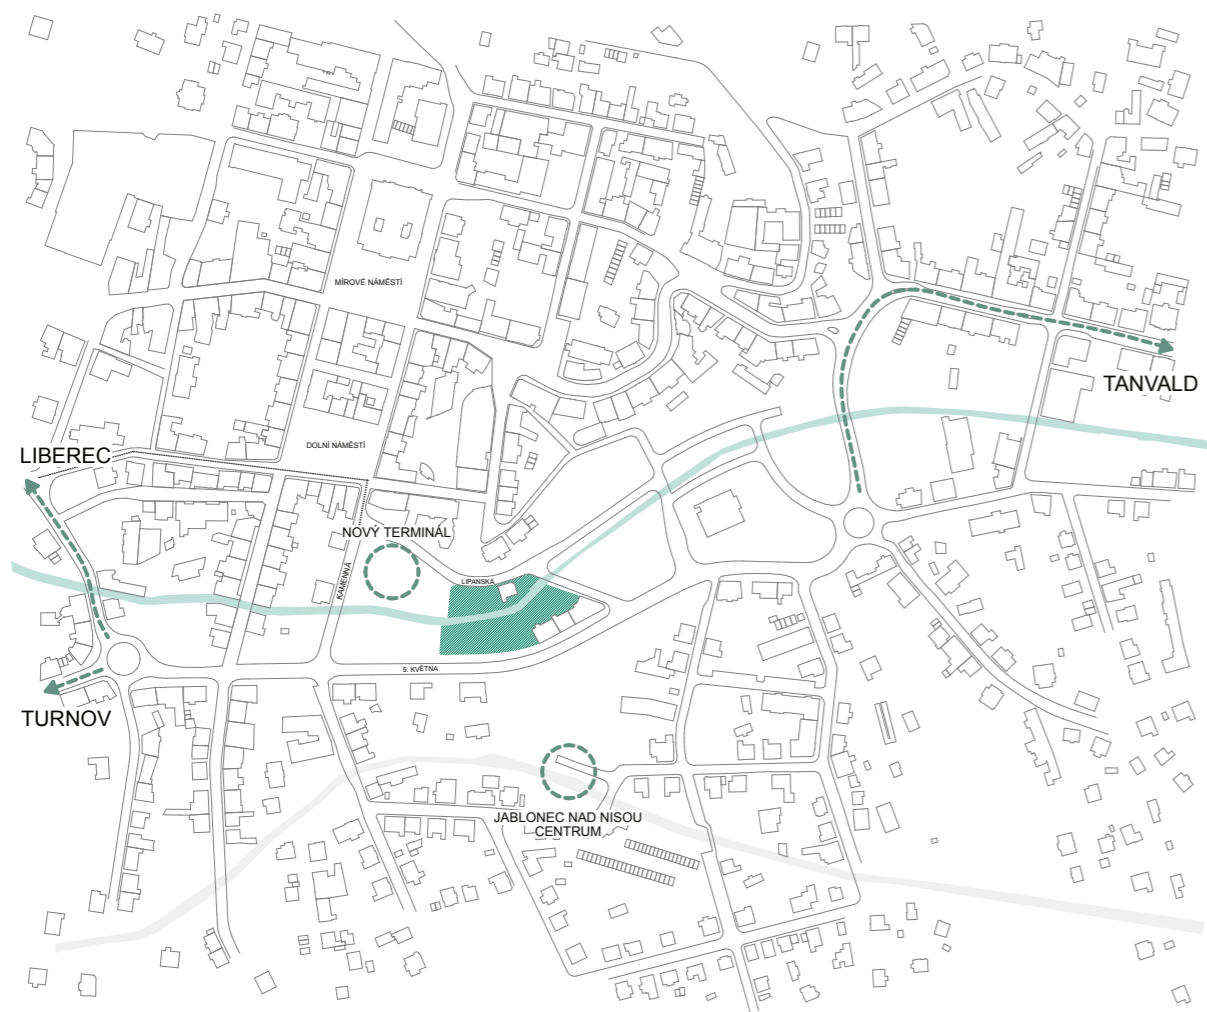 MÍROVÉ NÁMĚSTÍ
TANVALD
DOLNÍ NÁMĚSTÍ
LIBEREC
NOVÝ TERMINÁL
LIPANSKÁ
KAMENNÁ
5. KVĚTNA
TURNOV
JABLONEC NAD NISOU
CENTRUM